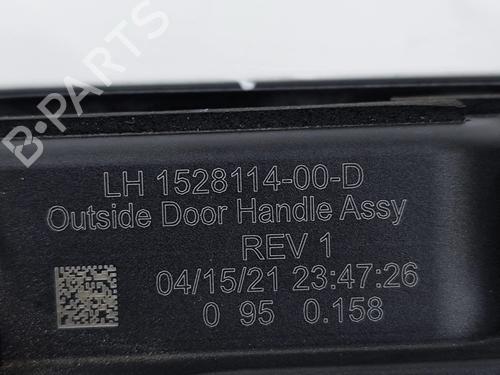 B-PARTS
LH 1528114-00-D
Outside Door Handle Assy
REV 1
04/15/21 23:47:26
0 95 0.158